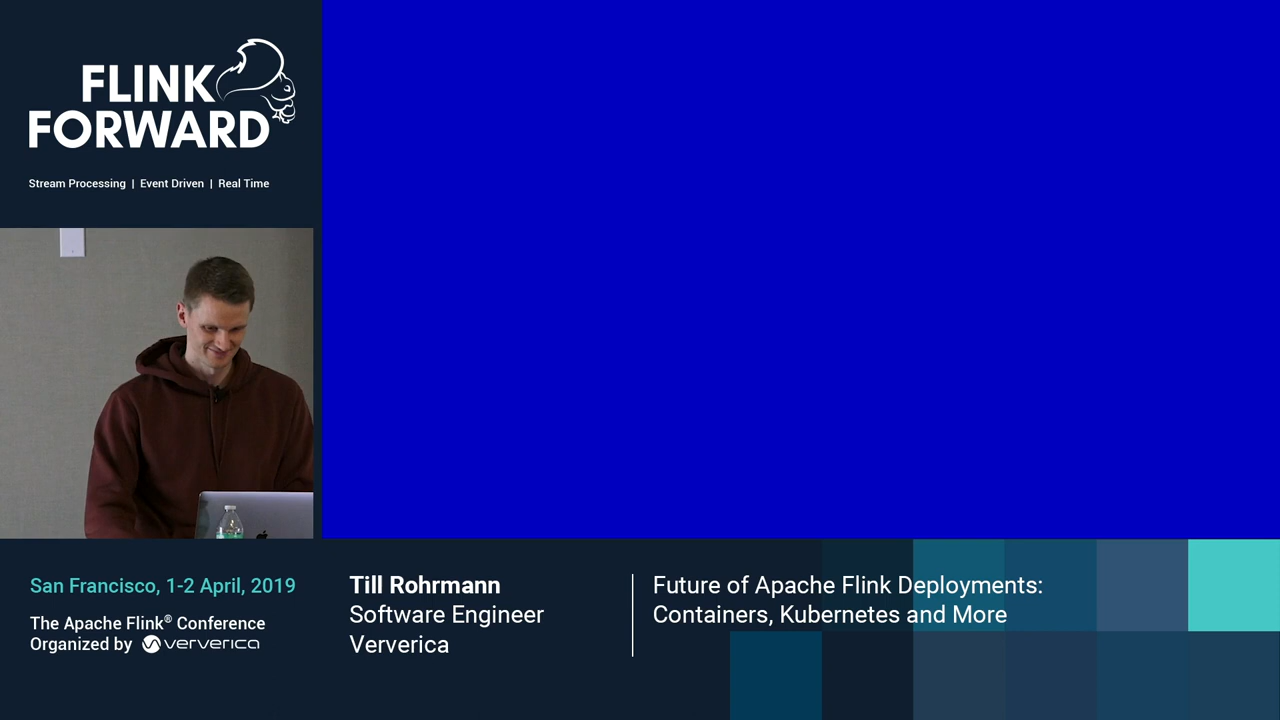 FLINK
FORWARD
Stream Processing | Event Driven | Real Time
San Francisco, 1-2 April, 2019
The Apache Flink® Conference
Organized by ververica
Till Rohrmann
Software Engineer
Ververica
Future of Apache Flink Deployments:
Containers, Kubernetes and More